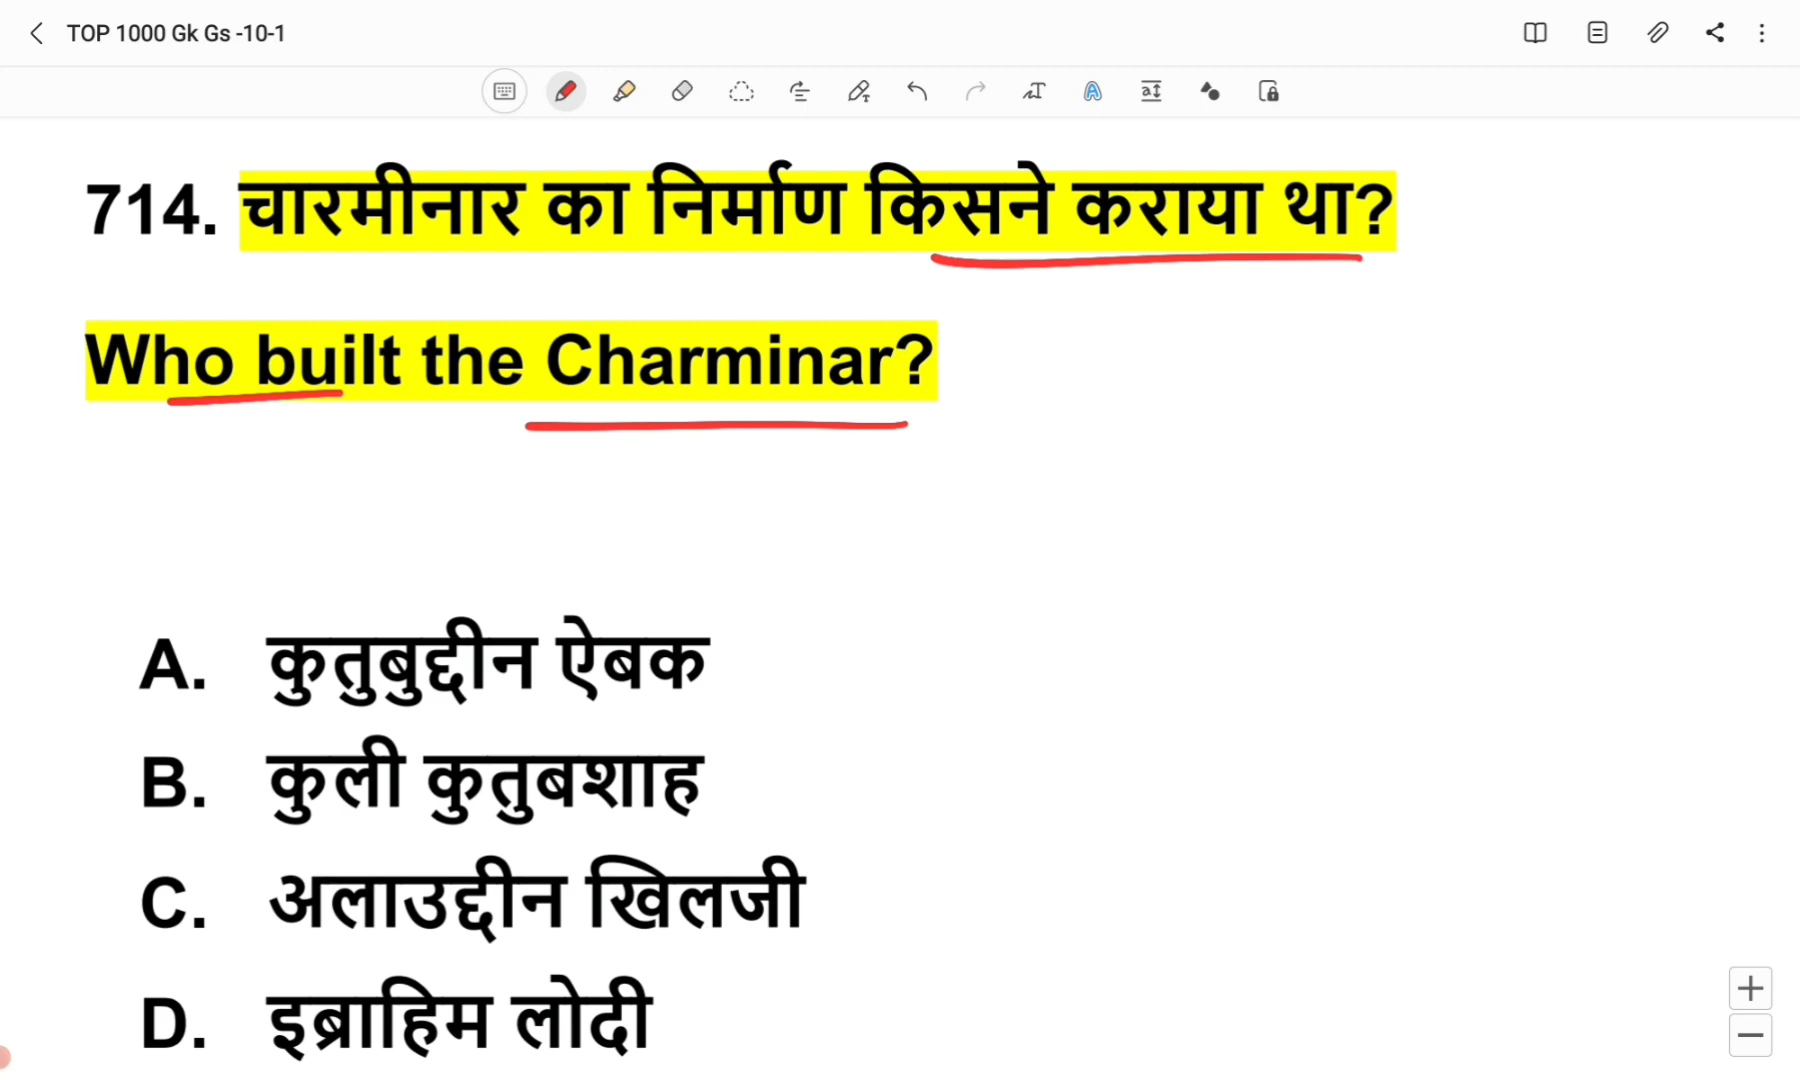 TOP 1000 Gk Gs -10-1
714. चारमीनार का निर्माण किसने कराया था?
Who built the Charminar?
A. कुतुबुद्दीन ऐबक
B. कुली कुतुबशाह
C. अलाउद्दीन खिलजी
D. इब्राहिम लोदी